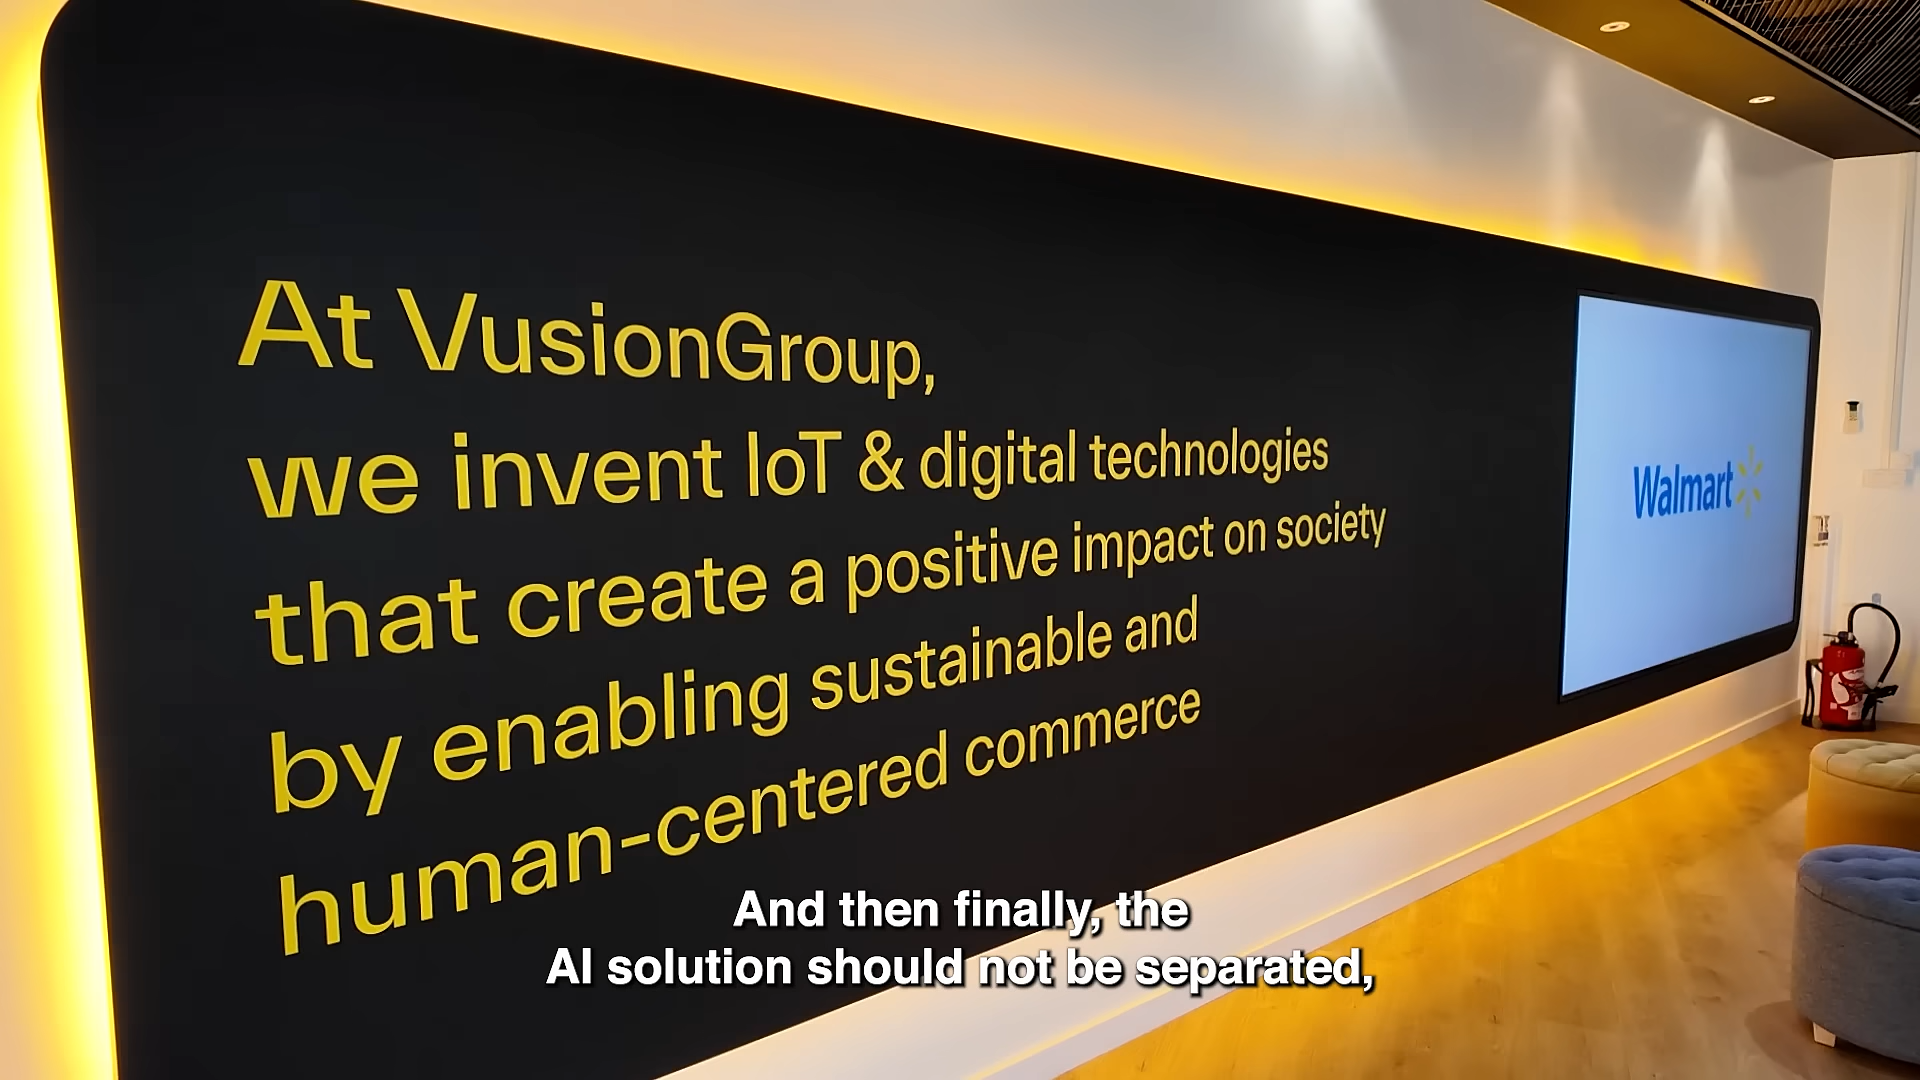 At VusionGroup,
we invent IoT & digital technologies
that create a positive impact on society
by enabling sustainable and
human-centered commerce
Walmart
And then finally, the
AI solution should not be separated,